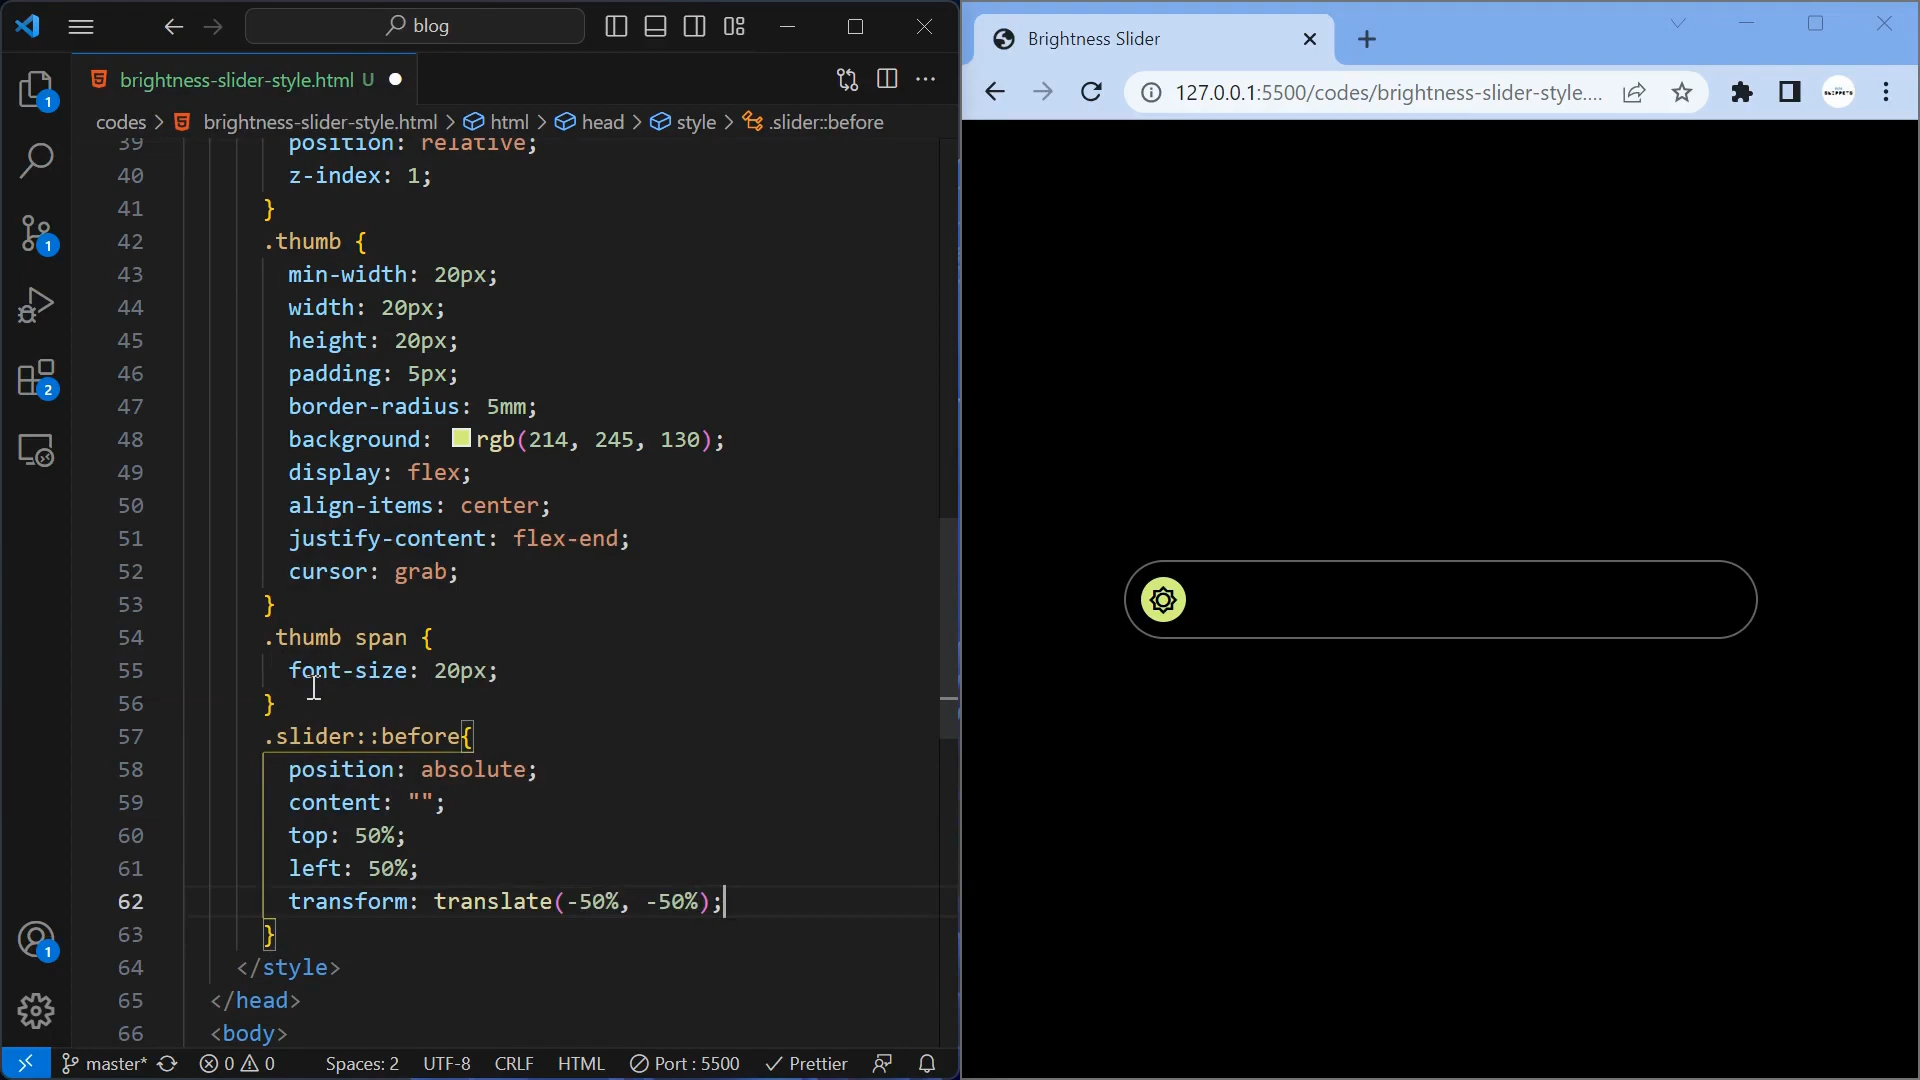 blog
brightness-slider-style.html U
codes > brightness-slider-style.html > html > head > style > .slider::before
39 position: relative;
40 z-index: 1;
41 }
42 .thumb {
43 min-width: 20px;
44 width: 20px;
45 height: 20px;
46 padding: 5px;
47 border-radius: 5mm;
48 background: rgb(214, 245, 130);
49 display: flex;
50 align-items: center;
51 justify-content: flex-end;
52 cursor: grab;
53 }
54 .thumb span {
55 font-size: 20px;
56 }
57 .slider::before{
58 position: absolute;
59 content: "";
60 top: 50%;
61 left: 50%;
62 transform: translate(-50%, -50%);
63 }
64 </style>
65 </head>
66 <body>
1
1
2
1
master* 0 0 Spaces: 2 UTF-8 CRLF HTML Port : 5500 Prettier
Brightness Slider
127.0.0.1:5500/codes/brightness-slider-style....